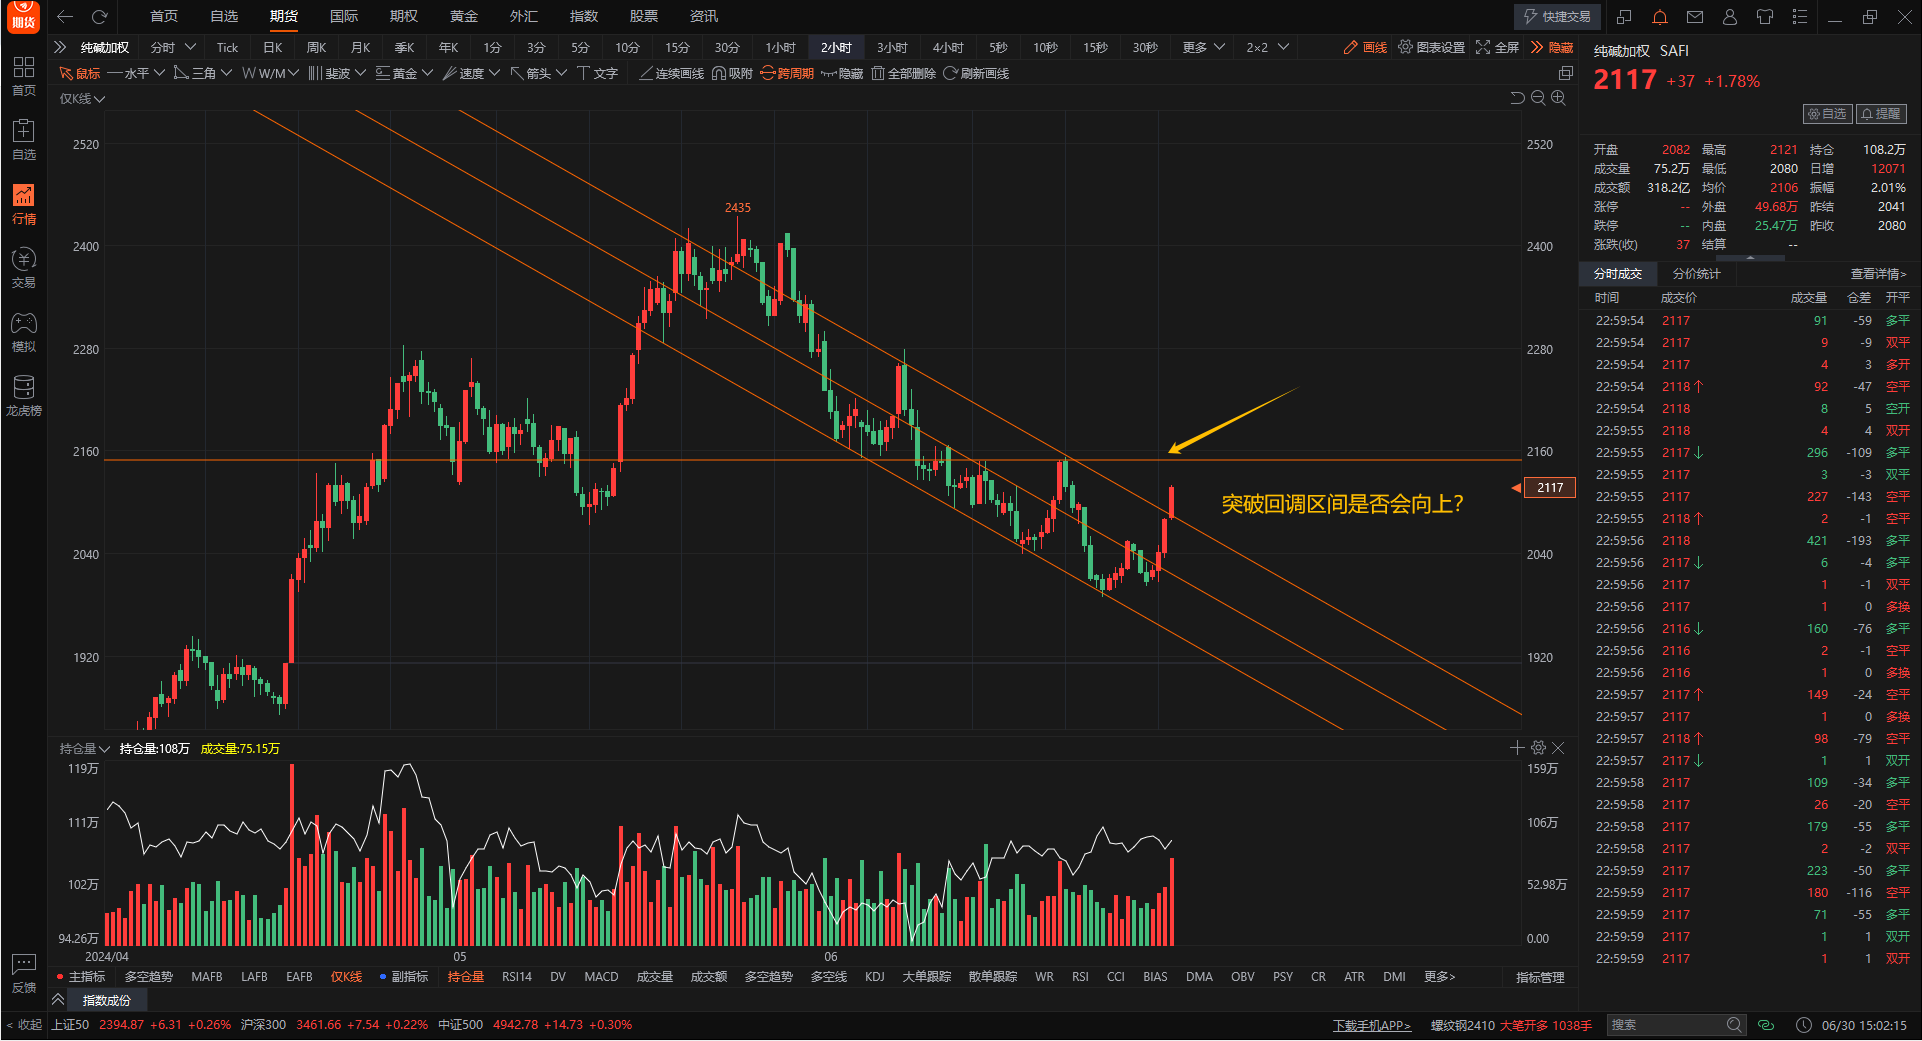 期货
首页 自选 期货 国际 期权 黄金 外汇 指数 股票 资讯
快捷交易
纯碱加权 分时 Tick 日K 周K 月K 季K 年K 1分 3分 5分 10分 15分 30分 1小时 2小时 3小时 4小时 5秒 10秒 15秒 30秒 更多 2×2 画线 图表设置 全屏 隐藏
鼠标 水平 三角 W/M 斐波 黄金 速度 箭头 文字 连续画线 吸附 跨周期 隐藏 全部删除 刷新画线
首页
自选
行情
交易
模拟
龙虎榜
反馈
< 收起
仅K线
2520 2520
2435
2400 2400
2280 2280
2160 2160
2117
突破回调区间是否会向上?
2040 2040
1920 1920
持仓量 持仓量:108万 成交量:75.15万
119万 159万
111万 106万
102万 52.98万
94.26万 0.00
2024/04 05 06
主指标 多空趋势 MAFB LAFB EAFB 仅K线 副指标 持仓量 RSI14 DV MACD 成交量 成交额 多空趋势 多空线 KDJ 大单跟踪 散单跟踪 WR RSI CCI BIAS DMA OBV PSY CR ATR DMI 更多> 指标管理
指数成份
纯碱加权 SAFI
2117 +37 +1.78%
自选 提醒
开盘 2082 最高 2121 持仓 108.2万
成交量 75.2万 最低 2080 日增 12071
成交额 318.2亿 均价 2106 振幅 2.01%
涨停 -- 外盘 49.68万 昨结 2041
跌停 -- 内盘 25.47万 昨收 2080
涨跌(收) 37 结算 --
分时成交 分价统计 查看详情>
时间 成交价 成交量 仓差 开平
22:59:54 2117 91 -59 多平
22:59:54 2117 9 -9 双平
22:59:54 2117 4 3 多开
22:59:54 2118↑ 92 -47 空平
22:59:54 2118 8 5 空开
22:59:55 2118 4 4 双开
22:59:55 2117↓ 296 -109 多平
22:59:55 2117 3 -3 双平
22:59:55 2117 227 -143 空平
22:59:55 2118↑ 2 -1 空平
22:59:56 2118 421 -193 多平
22:59:56 2117↓ 6 -4 多平
22:59:56 2117 1 -1 双平
22:59:56 2117 1 0 多换
22:59:56 2116↓ 160 -76 多平
22:59:56 2116 2 -1 空平
22:59:56 2116 1 0 多换
22:59:57 2117↑ 149 -24 空平
22:59:57 2117 1 0 多换
22:59:57 2118↑ 98 -79 空平
22:59:57 2117↓ 1 1 双开
22:59:58 2117 109 -34 多平
22:59:58 2117 26 -20 空平
22:59:58 2117 179 -55 多平
22:59:58 2117 2 -2 双平
22:59:59 2117 223 -50 多平
22:59:59 2117 180 -116 空平
22:59:59 2117 71 -55 多平
22:59:59 2117 1 1 双开
22:59:59 2117 1 1 双开
上证50 2394.87 +6.31 +0.26% 沪深300 3461.66 +7.54 +0.22% 中证500 4942.78 +14.73 +0.30% 下载手机APP> 螺纹钢2410 大笔开多 1038手 搜索 06/30 15:02:15